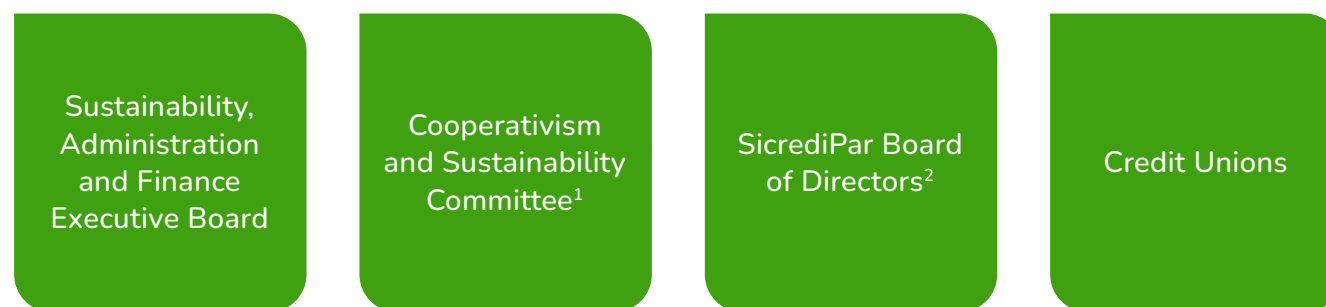 Sustainability,
Administration
and Finance
Executive Board
Cooperativism
and Sustainability
Committee¹
SicrediPar Board
of Directors²
Credit Unions